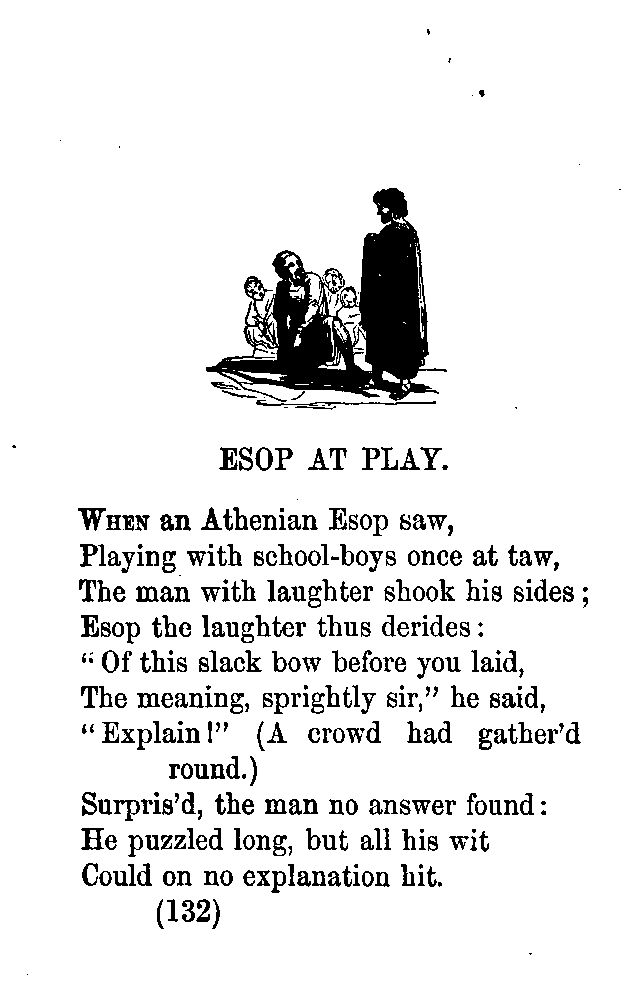 ESOP AT PLAY.
WHEN an Athenian Esop saw,
Playing with school-boys once at taw,
The man with laughter shook his sides;
Esop the laughter thus derides:
“Of this slack bow before you laid,
The meaning, sprightly sir,” he said,
“Explain!” (A crowd had gather’d
round.)
Surpris’d, the man no answer found:
He puzzled long, but all his wit
Could on no explanation hit.
(132)